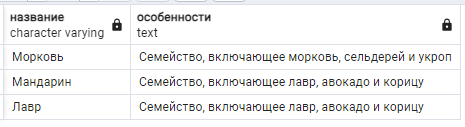 название
character varying
особенности
text
Морковь
Семейство, включающее морковь, сельдерей и укроп
Мандарин
Семейство, включающее лавр, авокадо и корицу
Лавр
Семейство, включающее лавр, авокадо и корицу